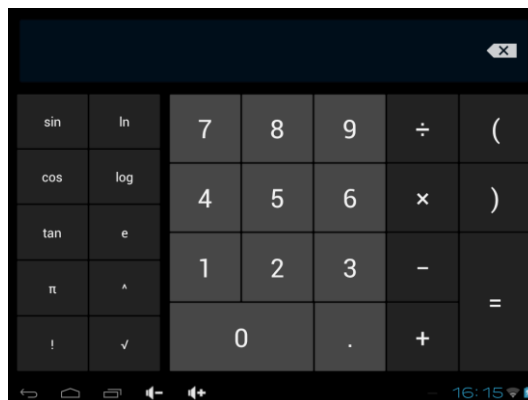 sin ln 7 8 9 ÷ (
cos log 4 5 6 × )
tan e 1 2 3 −
π ^ =
! √ 0 . +
16:15